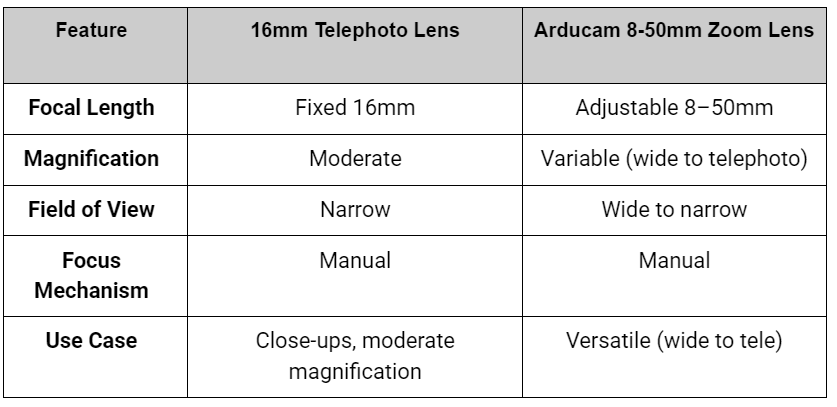 Feature 16mm Telephoto Lens Arducam 8-50mm Zoom Lens
Focal Length Fixed 16mm Adjustable 8–50mm
Magnification Moderate Variable (wide to telephoto)
Field of View Narrow Wide to narrow
Focus Mechanism Manual Manual
Use Case Close-ups, moderate magnification Versatile (wide to tele)